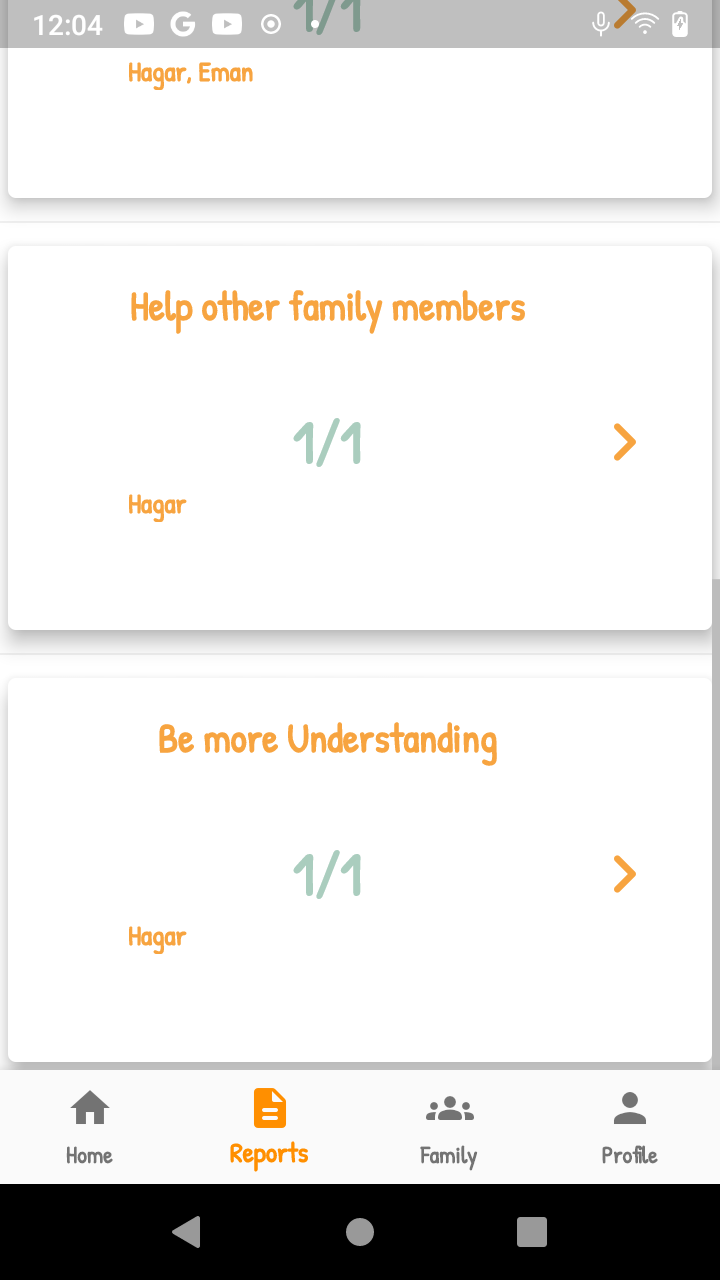 12:04
1/1
Hagar, Eman
Help other family members
1/1
Hagar
Be more Understanding
1/1
Hagar
Home
Reports
Family
Profile